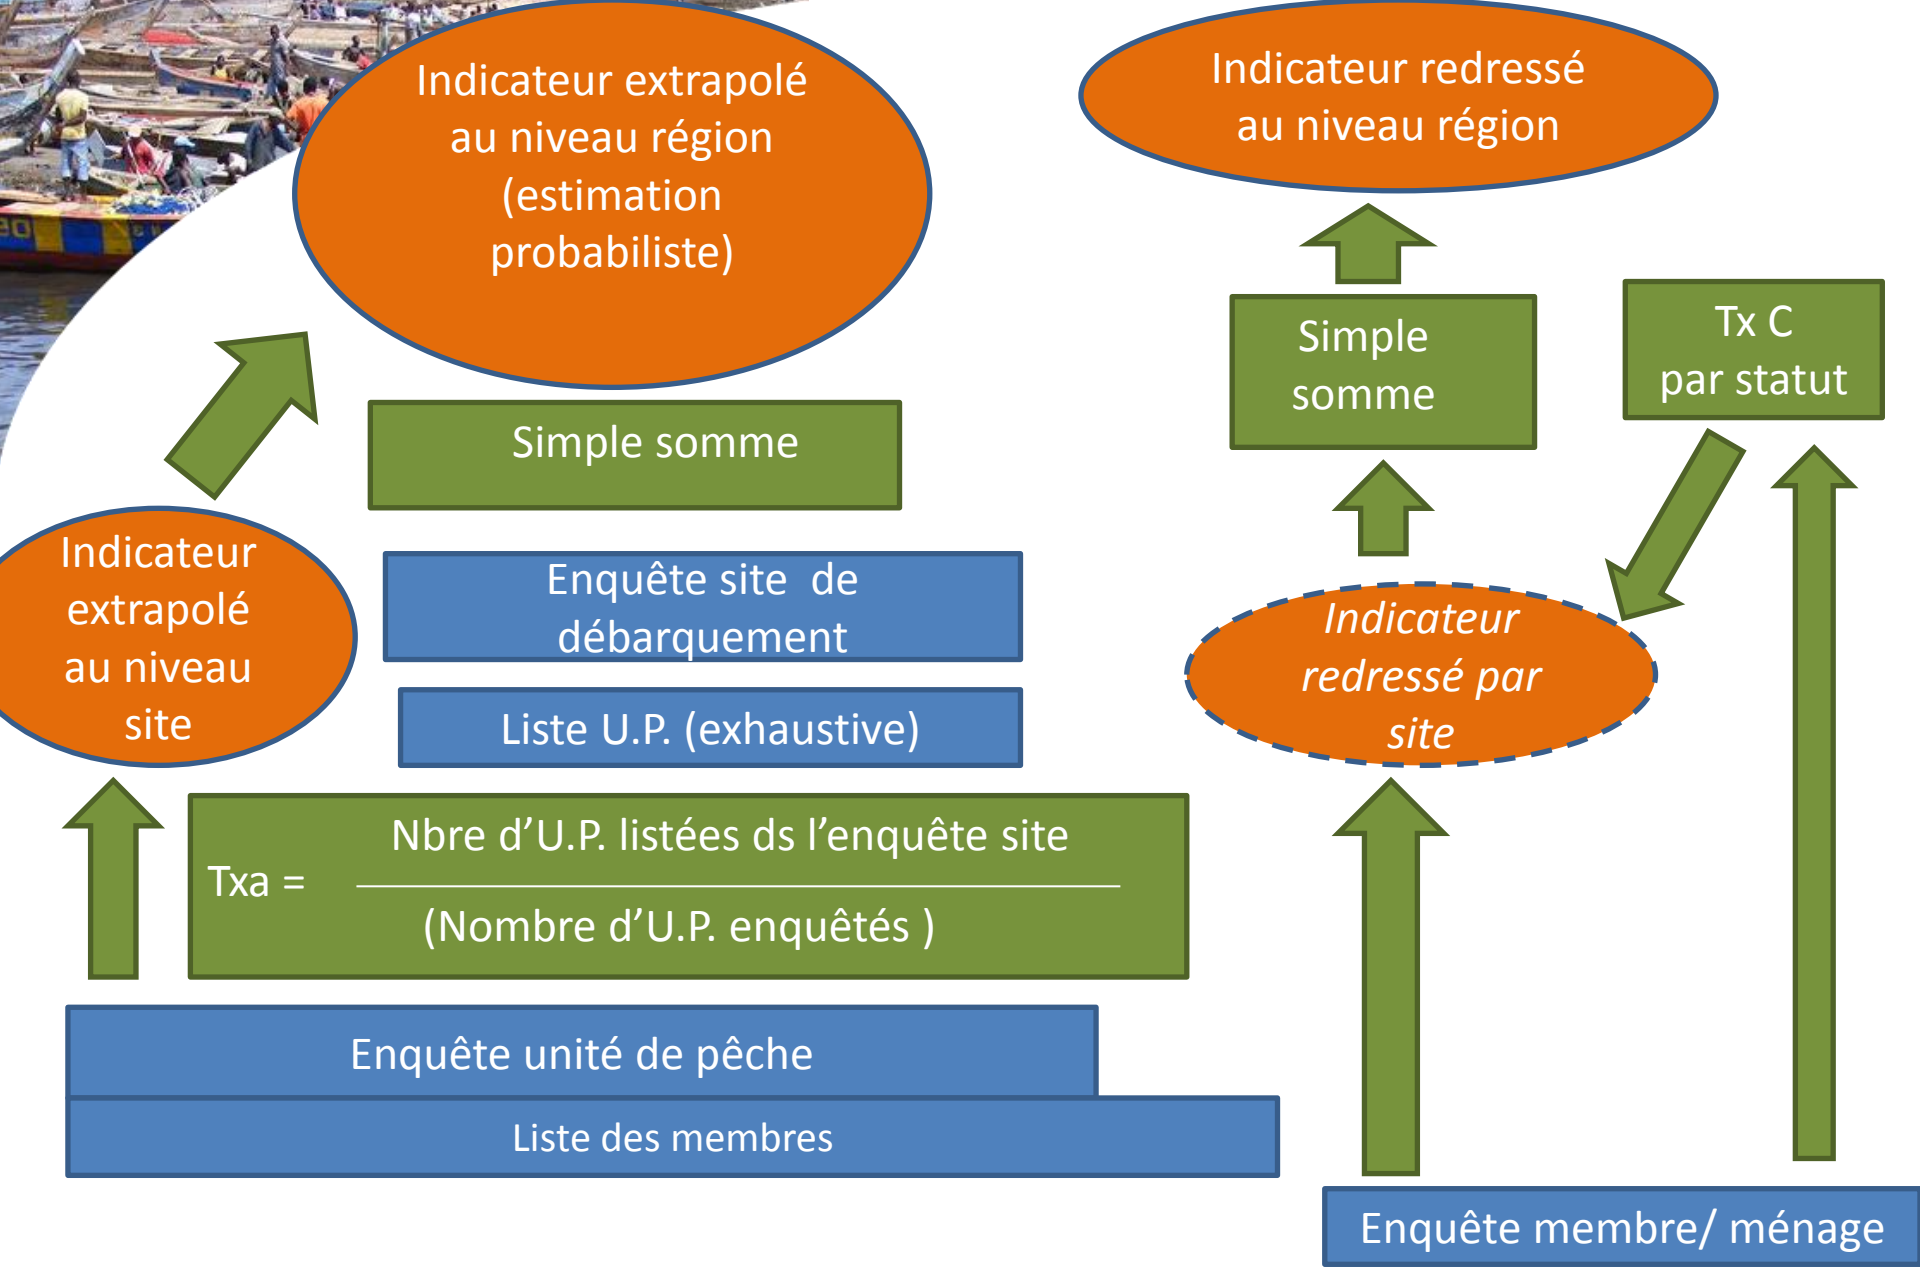 Indicateur extrapolé
au niveau région
(estimation
probabiliste)
Indicateur redressé
au niveau région
Simple
somme
Tx C
par statut
Simple somme
Indicateur
extrapolé
au niveau
site
Enquête site de
débarquement
Indicateur
redressé par
site
Liste U.P. (exhaustive)
Nbre d’U.P. listées ds l’enquête site
Txa =
(Nombre d’U.P. enquêtés )
Enquête unité de pêche
Liste des membres
Enquête membre/ ménage